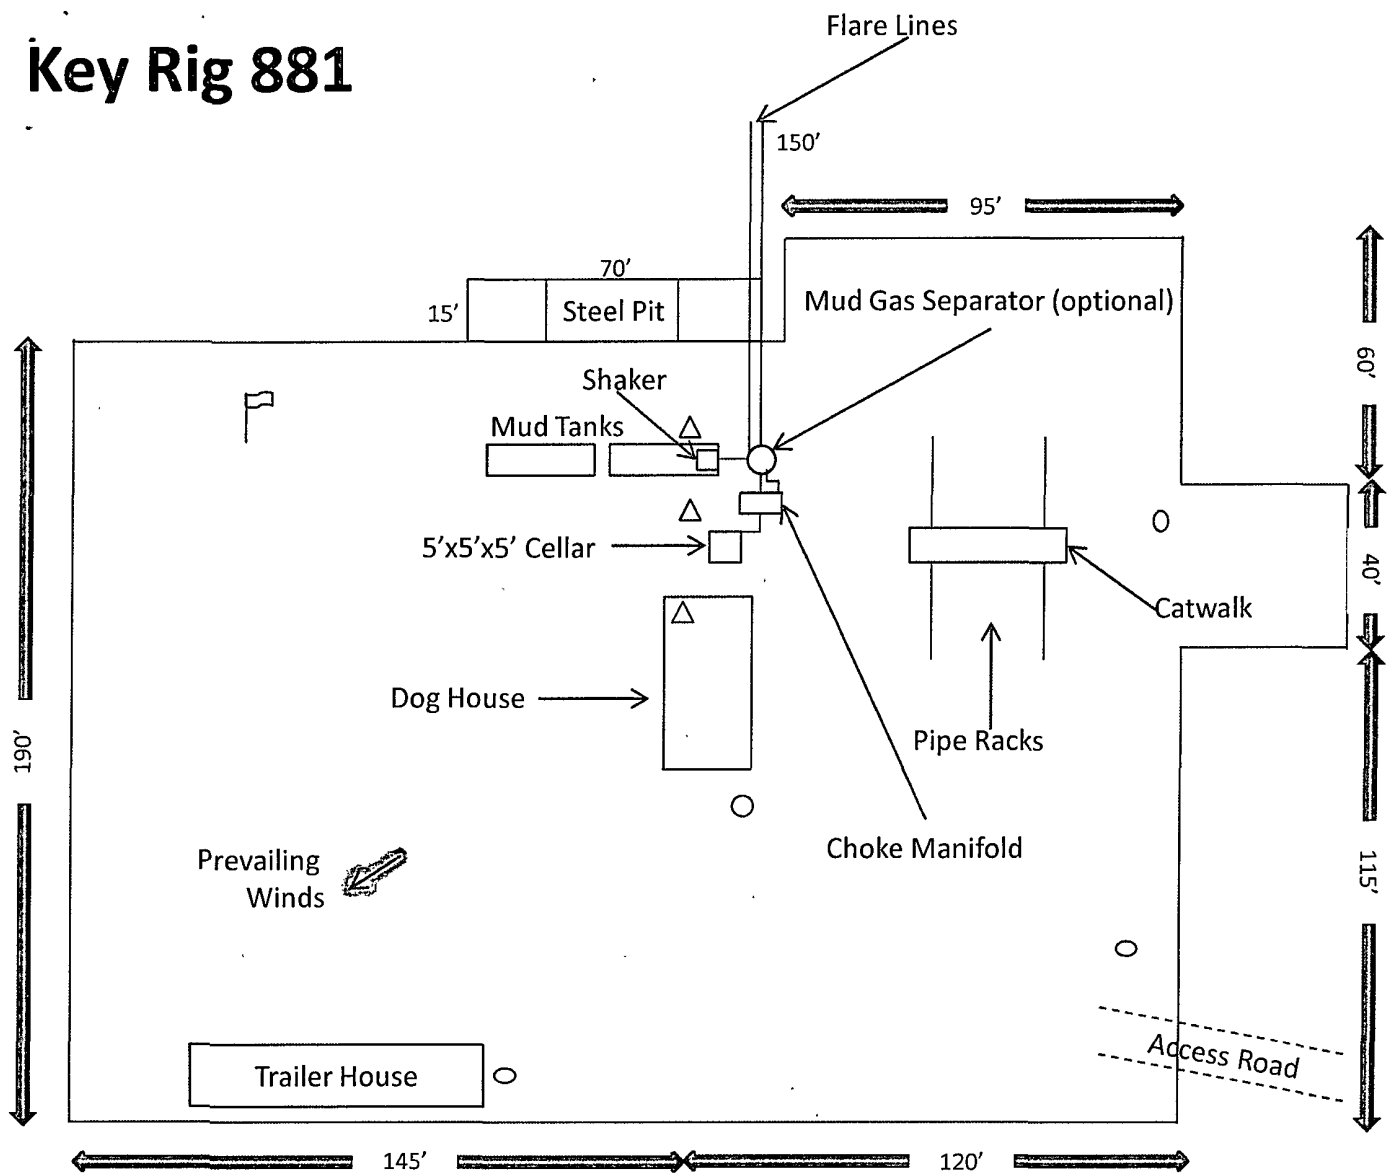 Flare Lines
Key Rig 881
150'
95'
70'
Mud Gas Separator (optional)
15'
Steel Pit
60'
Shaker
Mud Tanks
5'x5'x5' Cellar
40'
Catwalk
Dog House
Pipe Racks
190'
Choke Manifold
Prevailing
Winds
115'
Access Road
Trailer House
145'
120'